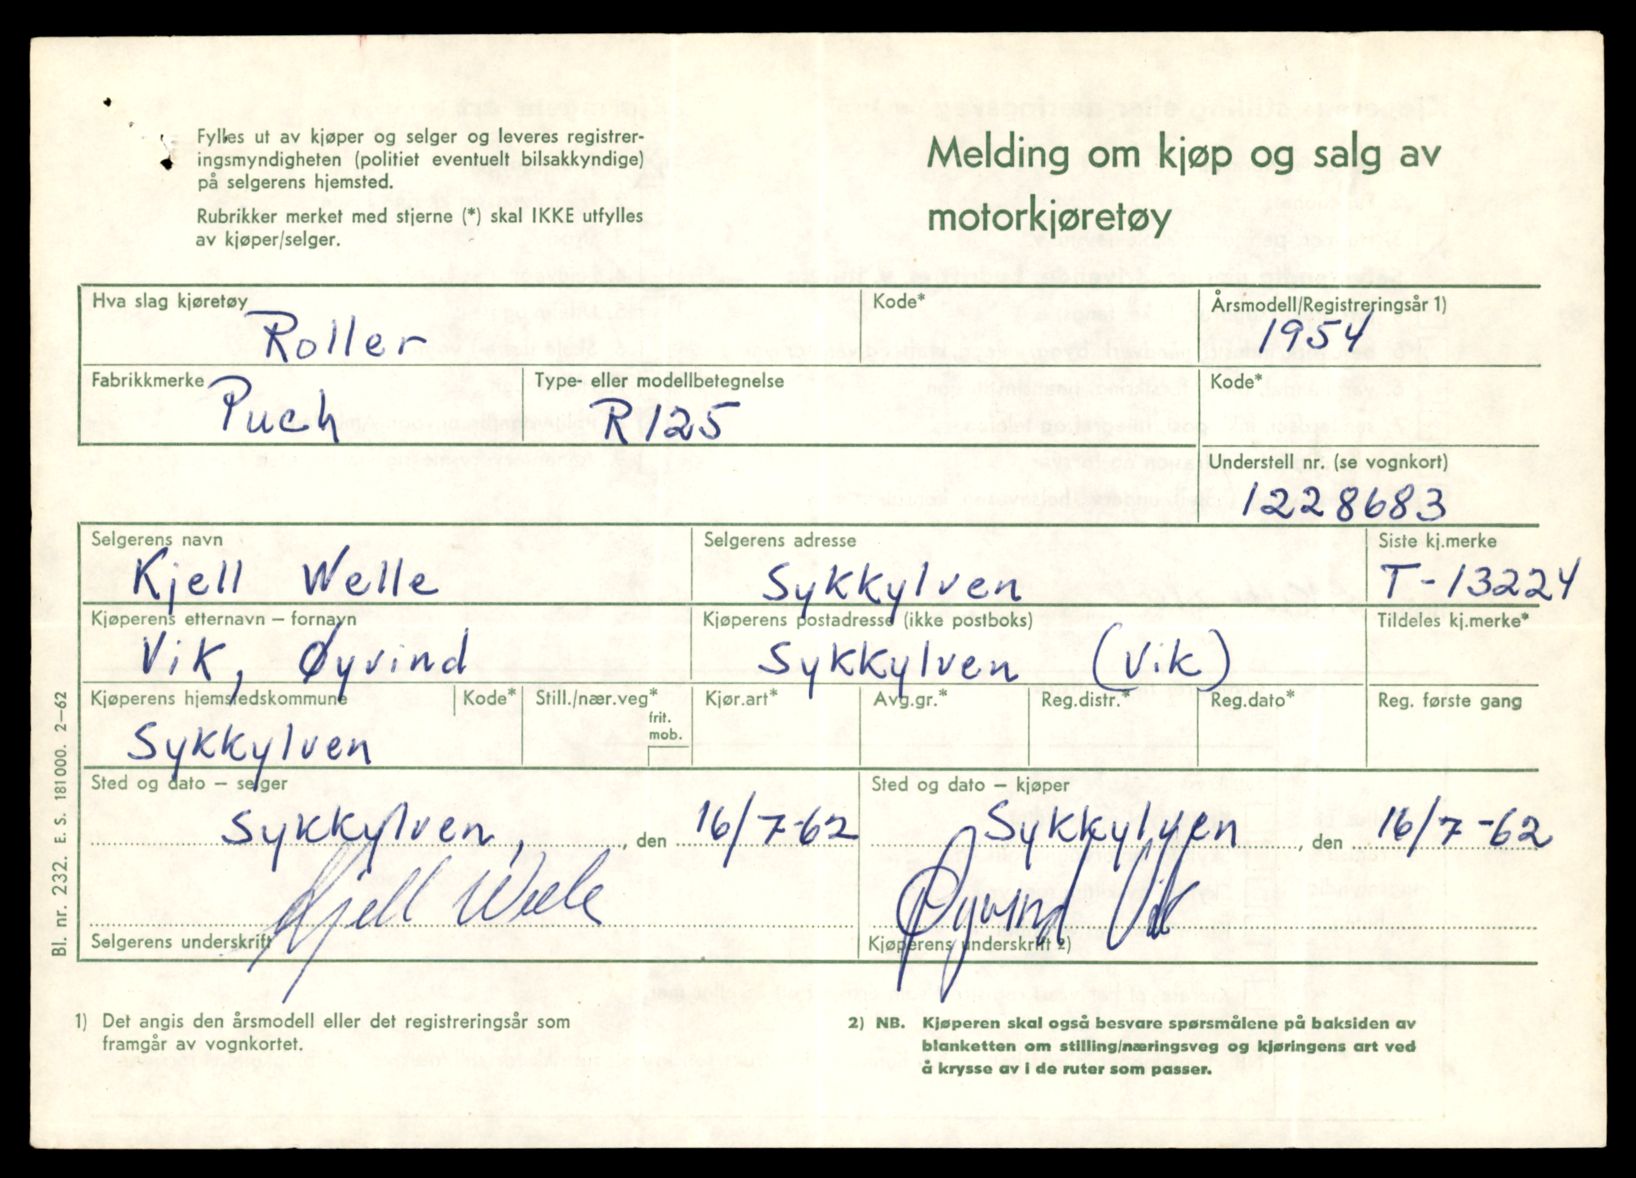 Fylles ut av kjøper og selger og leveres registrer-
ingsmyndigheten (politiet eventuelt bilsakkyndige)
på selgerens hjemsted.
Rubrikker merket med stjerne (*) skal IKKE utfylles
av kjøper/selger.
Melding om kjøp og salg av
motorkjøretøy
Hva slag kjøretøy
Roller
Kode*
Årsmodell/Registreringsår 1)
1954
Fabrikkmerke
Puch
Type- eller modellbetegnelse
R125
Kode*
Understell nr. (se vognkort)
1228683
Selgerens navn
Kjell Welle
Selgerens adresse
Sykkylven
Siste kj.merke
T-13224
Kjøperens etternavn – fornavn
Vik, Øyvind
Kjøperens postadresse (ikke postboks)
Sykkylven (Vik)
Tildeles kj.merke*
Kjøperens hjemstedskommune
Sykkylven
Kode*
Still./nær.veg*
frit.
mob.
Kjør.art*
Avg.gr.*
Reg.distr.*
Reg.dato*
Reg. første gang
Sted og dato – selger
Sykkylven, , den 16/7-62
Sted og dato – kjøper
Sykkylven , den 16/7-62
Kjell Welle
Selgerens underskrift
Øyvind Vik
Kjøperens underskrift 2)
Bl. nr. 232. E. S. 181000. 2–62
1) Det angis den årsmodell eller det registreringsår som
framgår av vognkortet.
2) NB. Kjøperen skal også besvare spørsmålene på baksiden av
blanketten om stilling/næringsveg og kjøringens art ved
å krysse av i de ruter som passer.